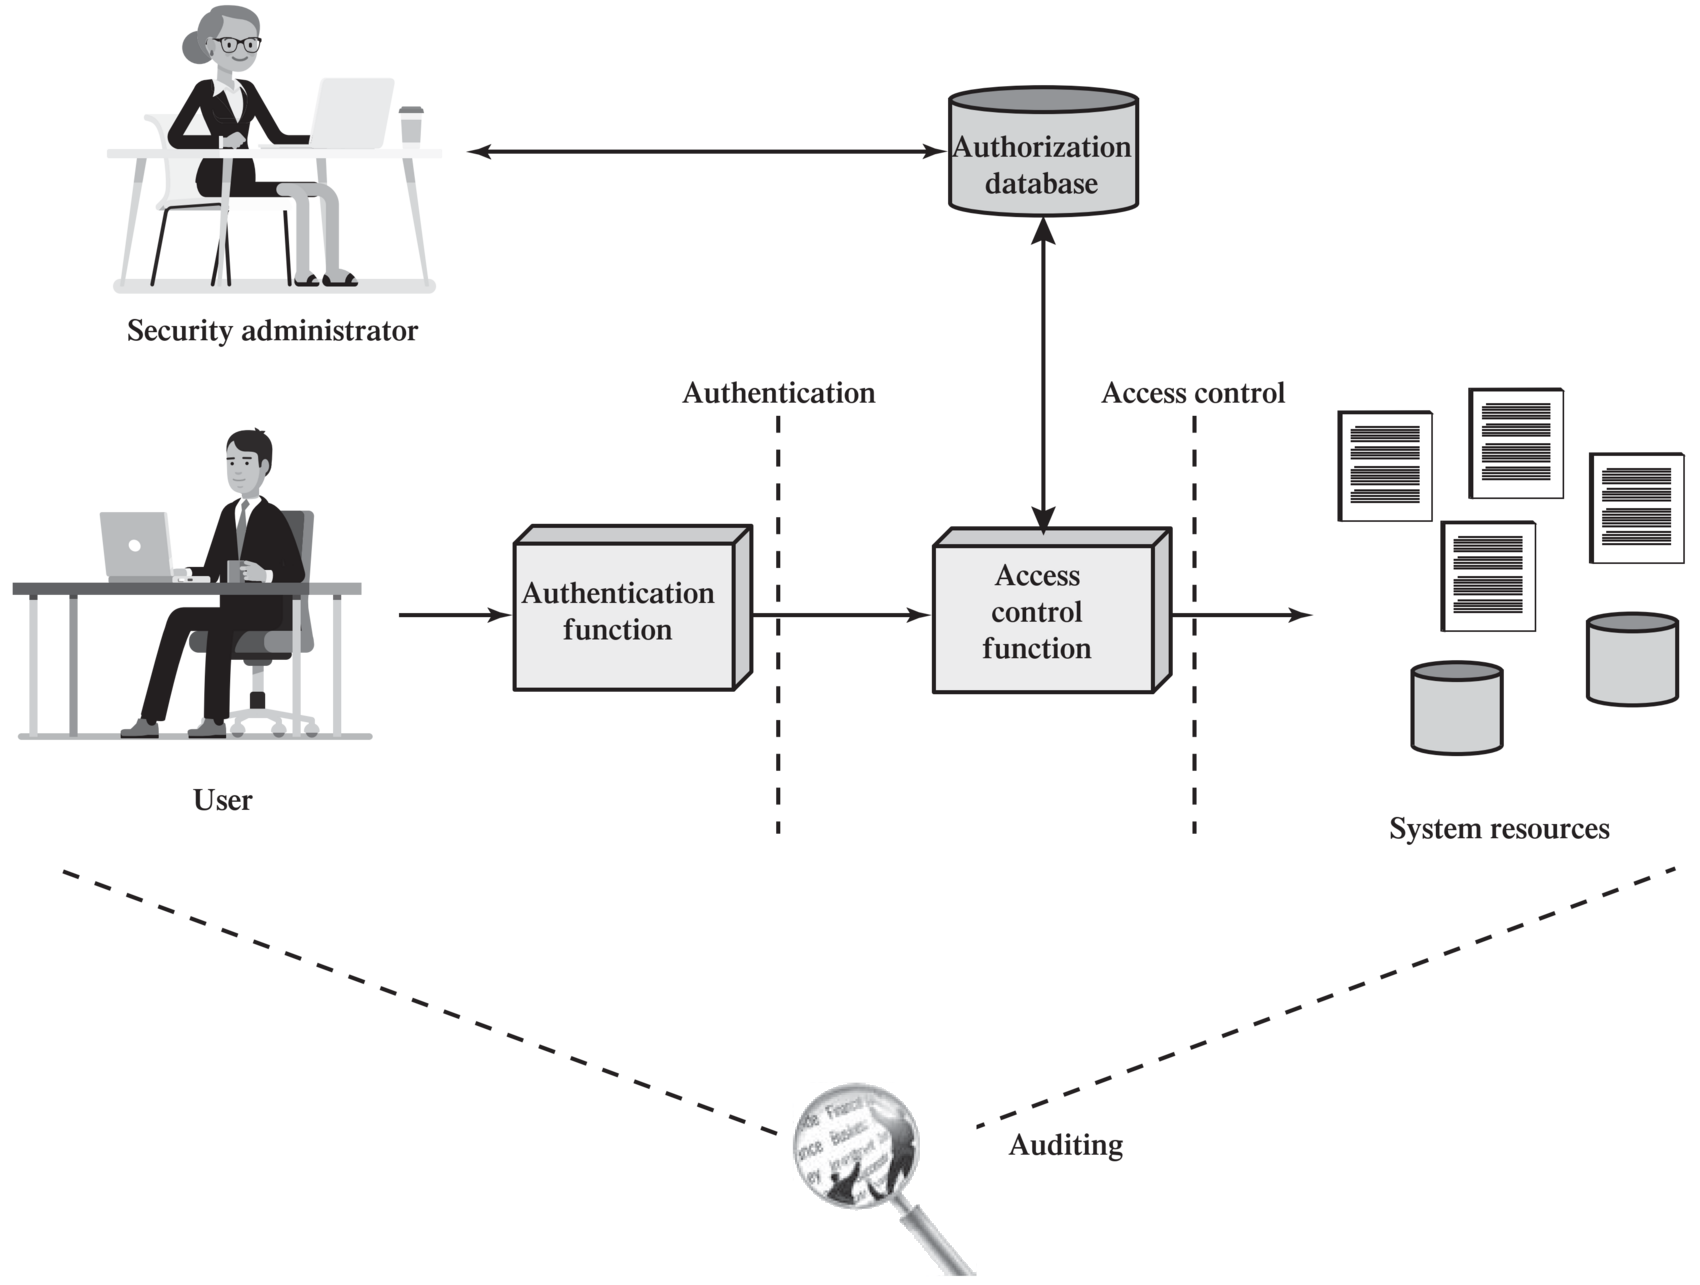 Authorization
database
Security administrator
Authentication
Access control
Authentication
function
Access
control
function
User
System resources
Auditing